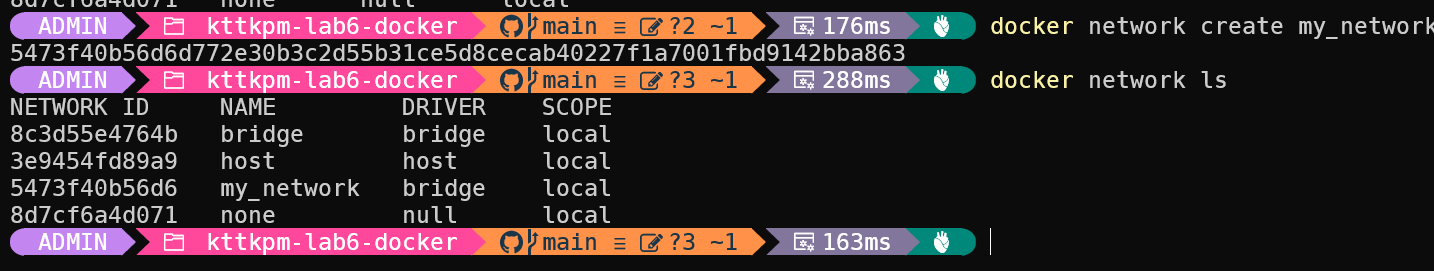 8d7cf6a4d071   none      null      local
ADMIN kttkpm-lab6-docker main ≡ ?2 ~1 176ms docker network create my_network
5473f40b56d6d772e30b3c2d55b31ce5d8cecab40227f1a7001fbd9142bba863
ADMIN kttkpm-lab6-docker main ≡ ?3 ~1 288ms docker network ls
NETWORK ID   NAME         DRIVER    SCOPE
8c3d55e4764b   bridge       bridge    local
3e9454fd89a9   host         host      local
5473f40b56d6   my_network   bridge    local
8d7cf6a4d071   none         null      local
ADMIN kttkpm-lab6-docker main ≡ ?3 ~1 163ms